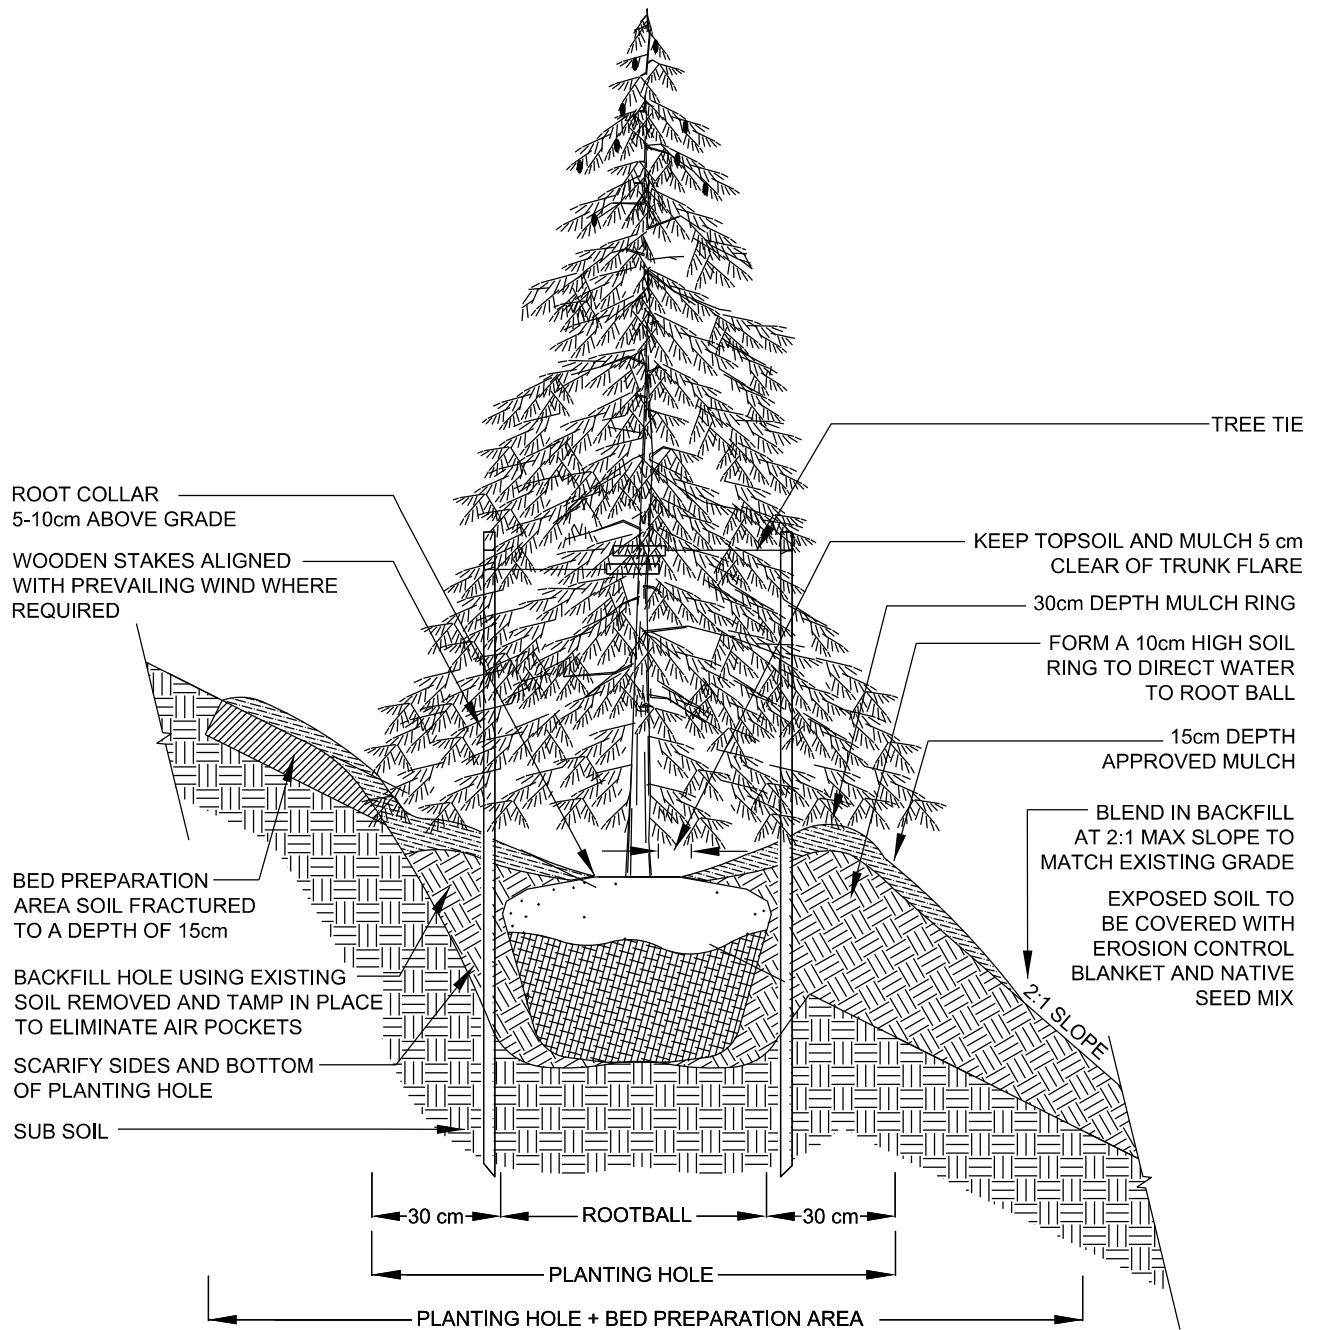 TREE TIE
ROOT COLLAR
5-10cm ABOVE GRADE
WOODEN STAKES ALIGNED
WITH PREVAILING WIND WHERE
REQUIRED
KEEP TOPSOIL AND MULCH 5 cm
CLEAR OF TRUNK FLARE
30cm DEPTH MULCH RING
FORM A 10cm HIGH SOIL
RING TO DIRECT WATER
TO ROOT BALL
15cm DEPTH
APPROVED MULCH
BLEND IN BACKFILL
AT 2:1 MAX SLOPE TO
MATCH EXISTING GRADE
EXPOSED SOIL TO
BE COVERED WITH
EROSION CONTROL
BLANKET AND NATIVE
SEED MIX
2:1 SLOPE
BED PREPARATION
AREA SOIL FRACTURED
TO A DEPTH OF 15cm
BACKFILL HOLE USING EXISTING
SOIL REMOVED AND TAMP IN PLACE
TO ELIMINATE AIR POCKETS
SCARIFY SIDES AND BOTTOM
OF PLANTING HOLE
SUB SOIL
30 cm
ROOTBALL
30 cm
PLANTING HOLE
PLANTING HOLE + BED PREPARATION AREA